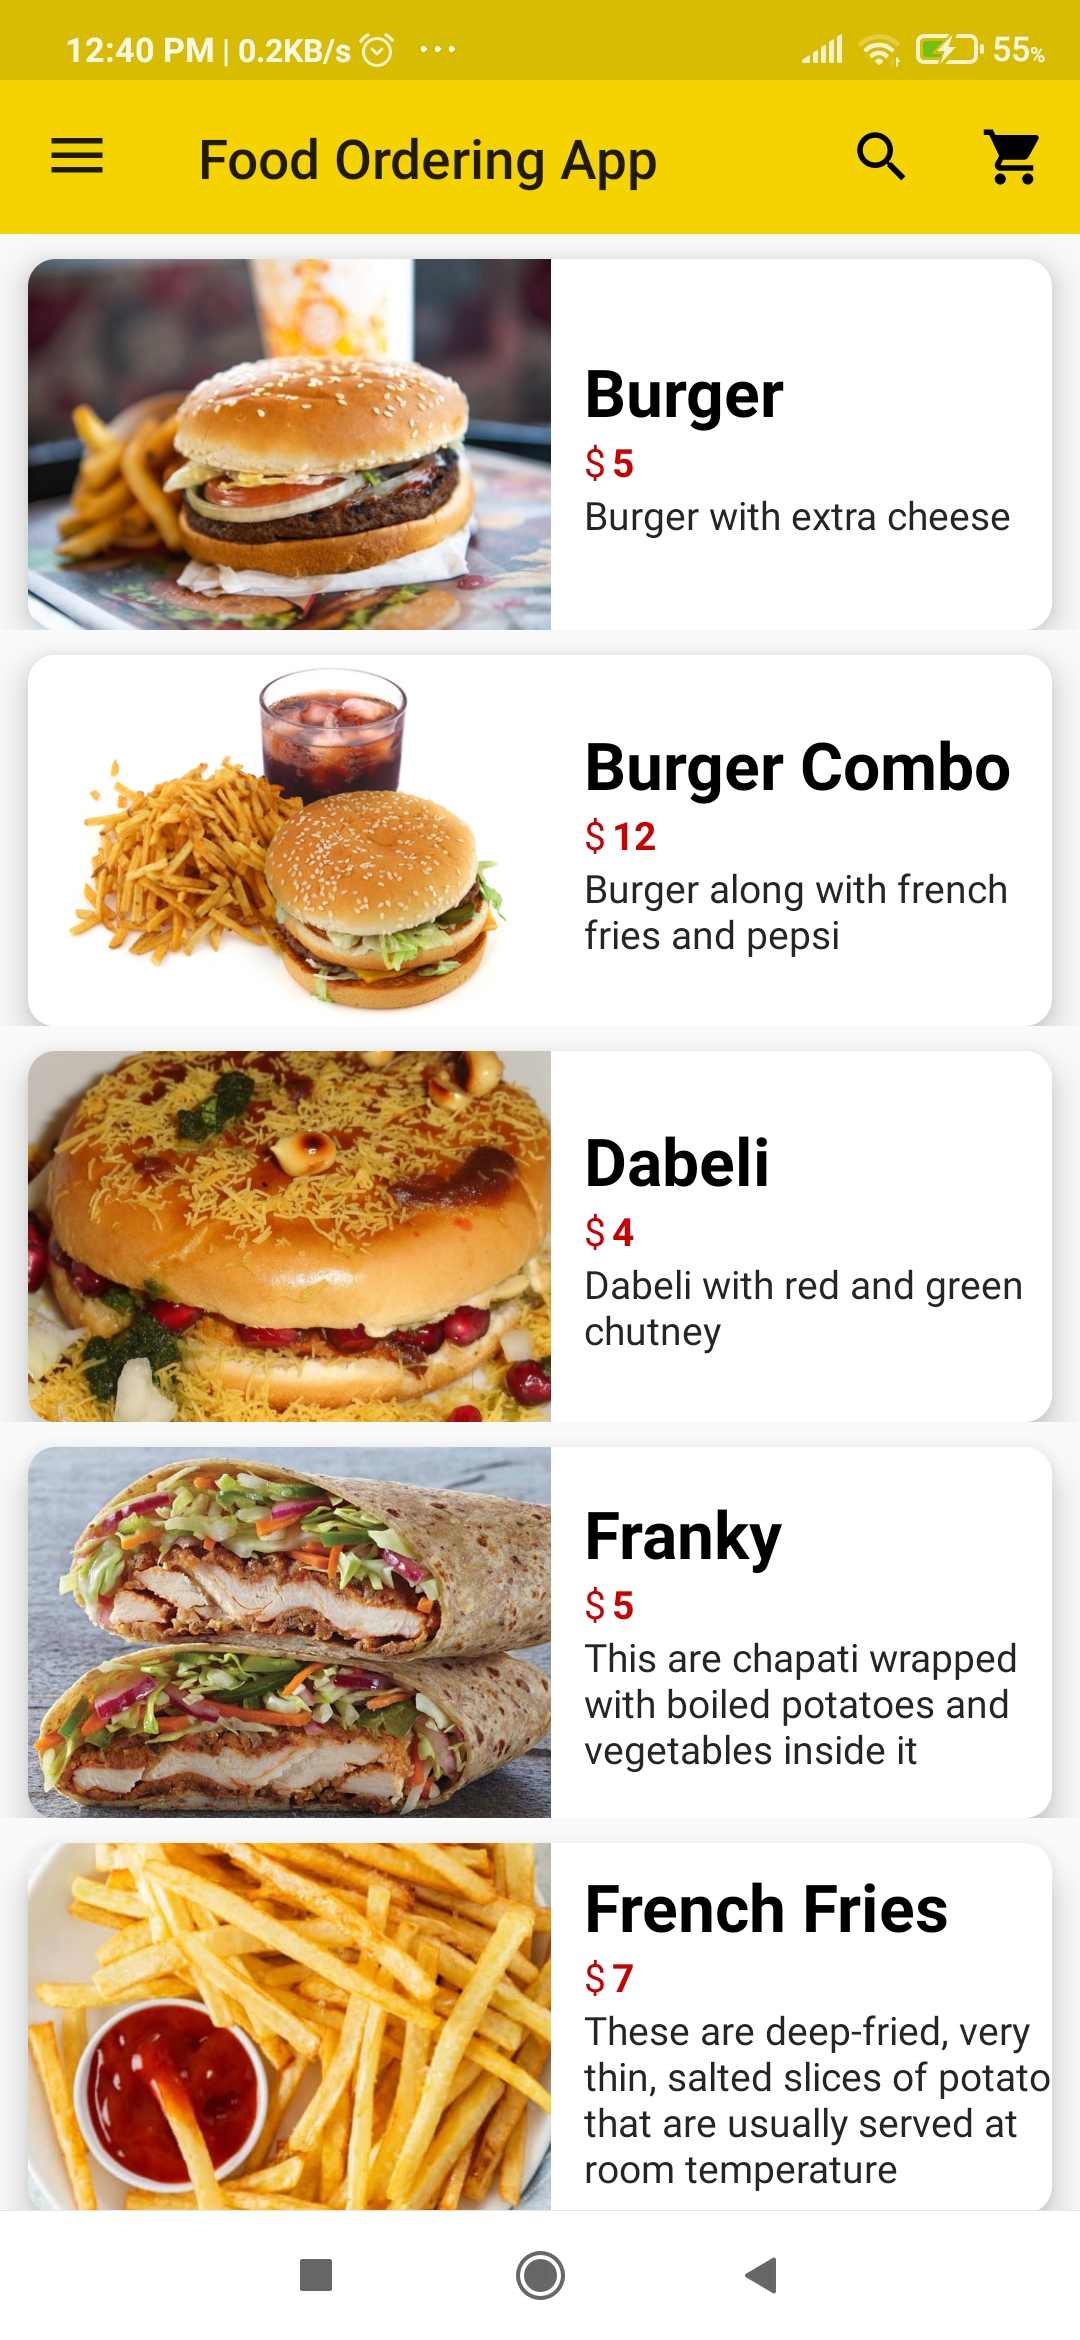 12:40 PM | 0.2KB/s ...
55%
Food Ordering App
Burger
$ 5
Burger with extra cheese
Burger Combo
$ 12
Burger along with french
fries and pepsi
Dabeli
$ 4
Dabeli with red and green
chutney
Franky
$ 5
This are chapati wrapped
with boiled potatoes and
vegetables inside it
French Fries
$ 7
These are deep-fried, very
thin, salted slices of potato
that are usually served at
room temperature